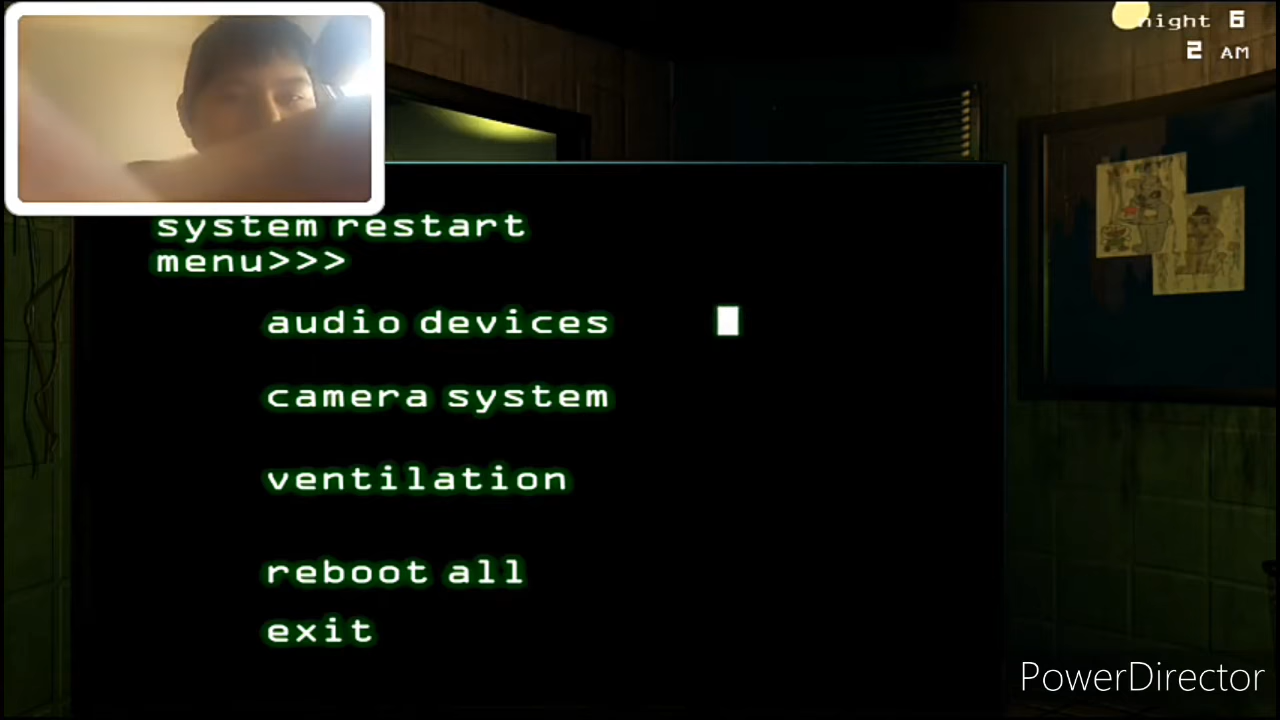 night 6
2 AM
system restart
menu>>>
audio devices
camera system
ventilation
reboot all
exit
PowerDirector